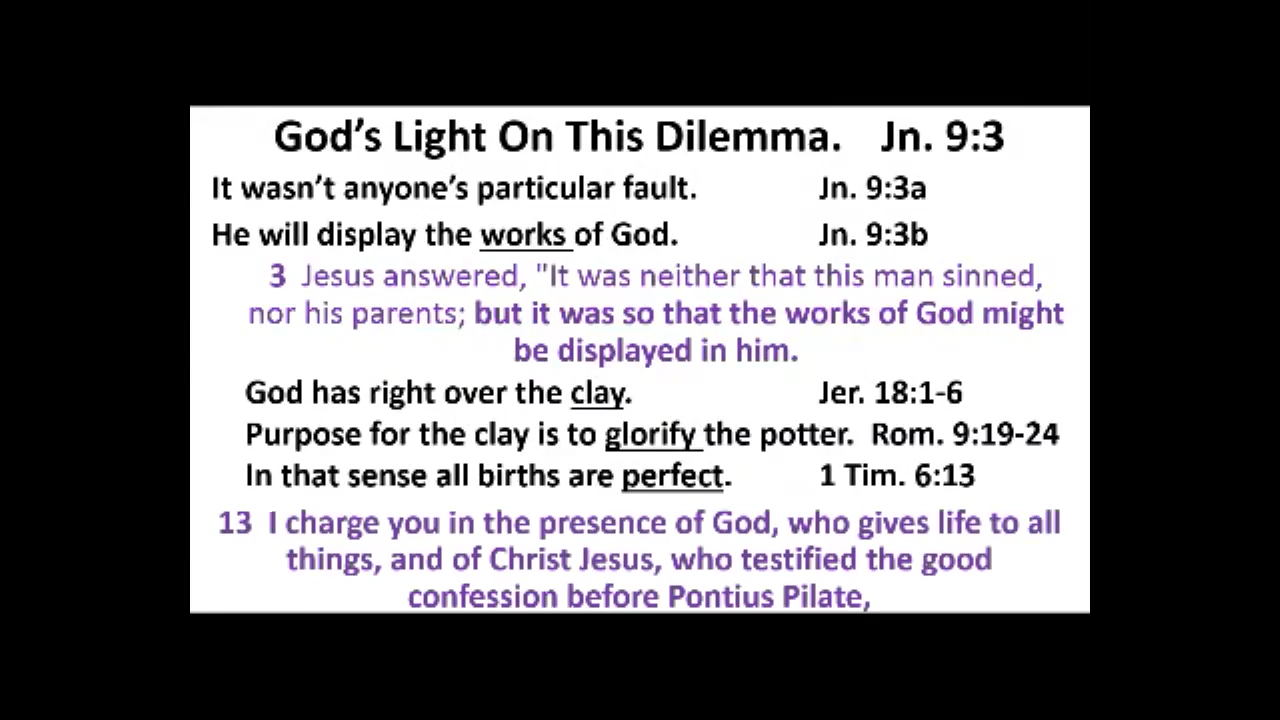 God's Light On This Dilemma. Jn. 9:3
It wasn't anyone's particular fault. Jn. 9:3a
He will display the works of God. Jn. 9:3b
3 Jesus answered, "It was neither that this man sinned,
nor his parents; but it was so that the works of God might
be displayed in him.
God has right over the clay. Jer. 18:1-6
Purpose for the clay is to glorify the potter. Rom. 9:19-24
In that sense all births are perfect. 1 Tim. 6:13
13 I charge you in the presence of God, who gives life to all
things, and of Christ Jesus, who testified the good
confession before Pontius Pilate,